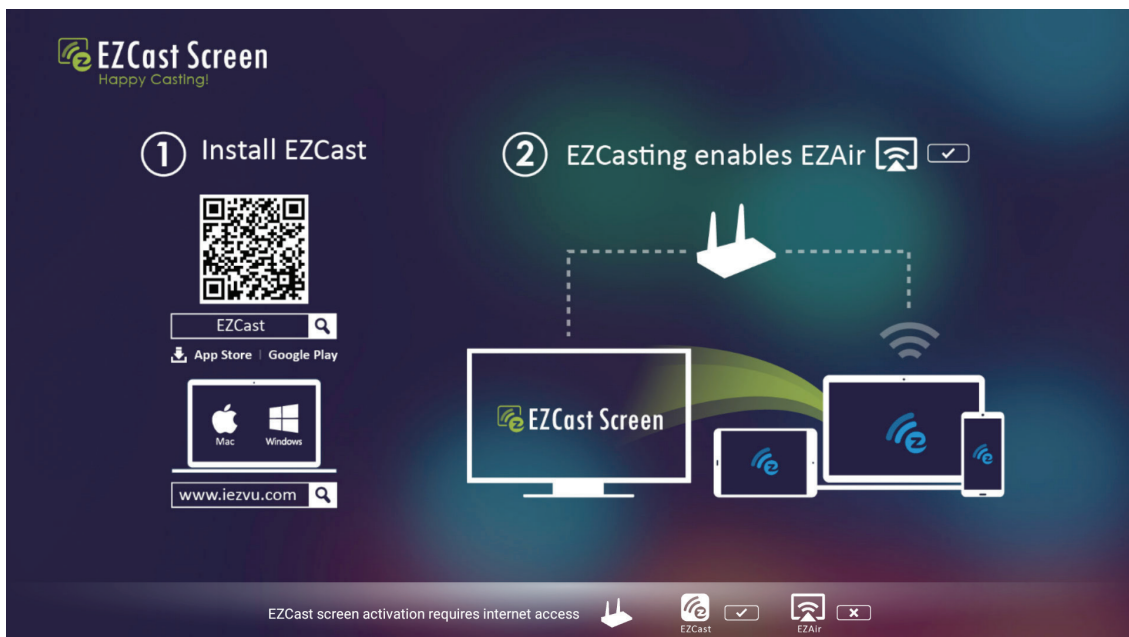 EZCast Screen
Happy Casting!
1 Install EZCast
EZCast
App Store | Google Play
Mac Windows
www.iezvu.com
2 EZCasting enables EZAir
EZCast Screen
EZCast screen activation requires internet access
EZCast
EZAir